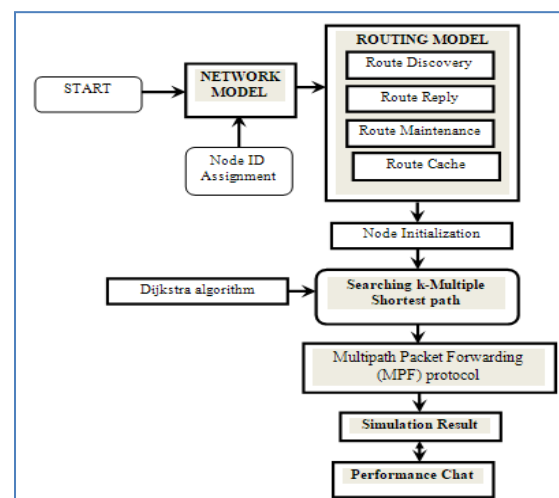 START
NETWORK
MODEL
Node ID
Assignment
ROUTING MODEL
Route Discovery
Route Reply
Route Maintenance
Route Cache
Node Initialization
Dijkstra algorithm
Searching k-Multiple
Shortest path
Multipath Packet Forwarding
(MPF) protocol
Simulation Result
Performance Chat